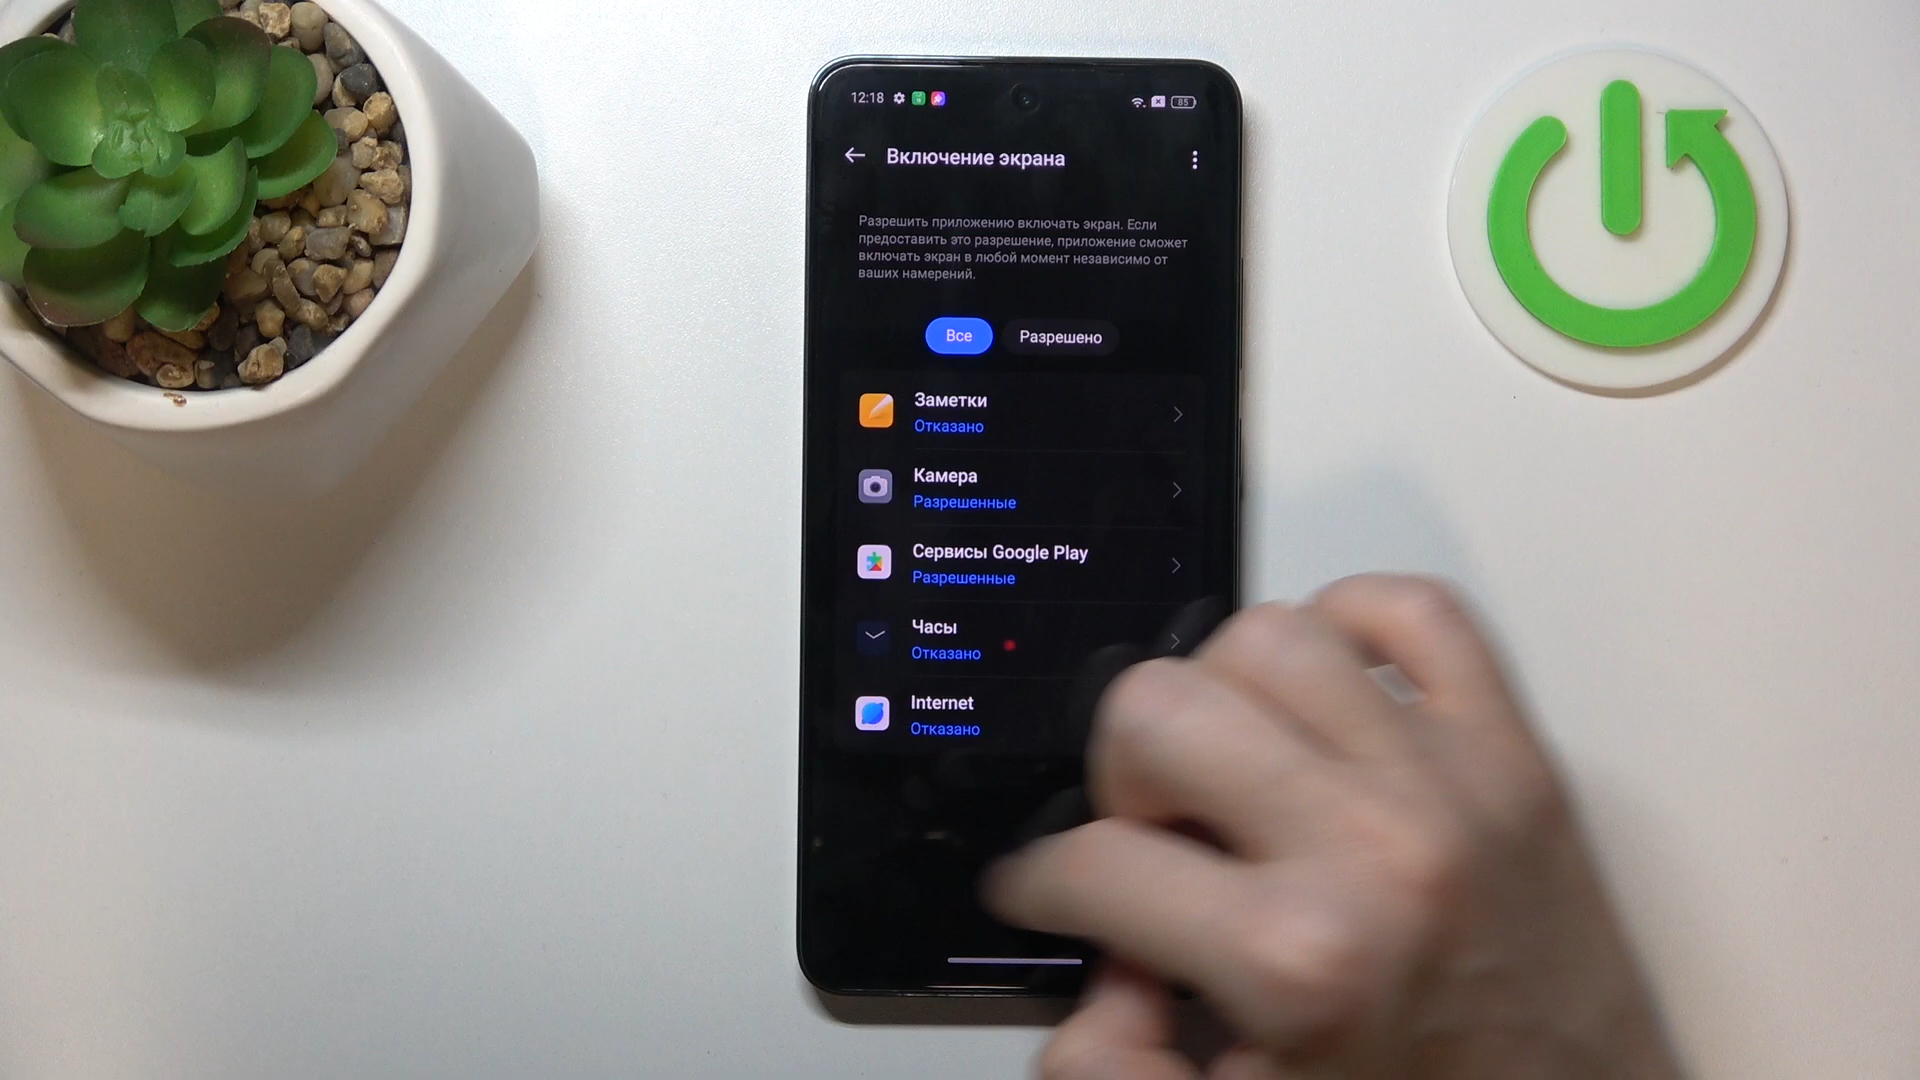 12:18
85
Включение экрана
Разрешить приложению включать экран. Если
предоставить это разрешение, приложение сможет
включать экран в любой момент независимо от
ваших намерений.
Все
Разрешено
Заметки
Отказано
Камера
Разрешенные
Сервисы Google Play
Разрешенные
Часы
Отказано
Internet
Отказано